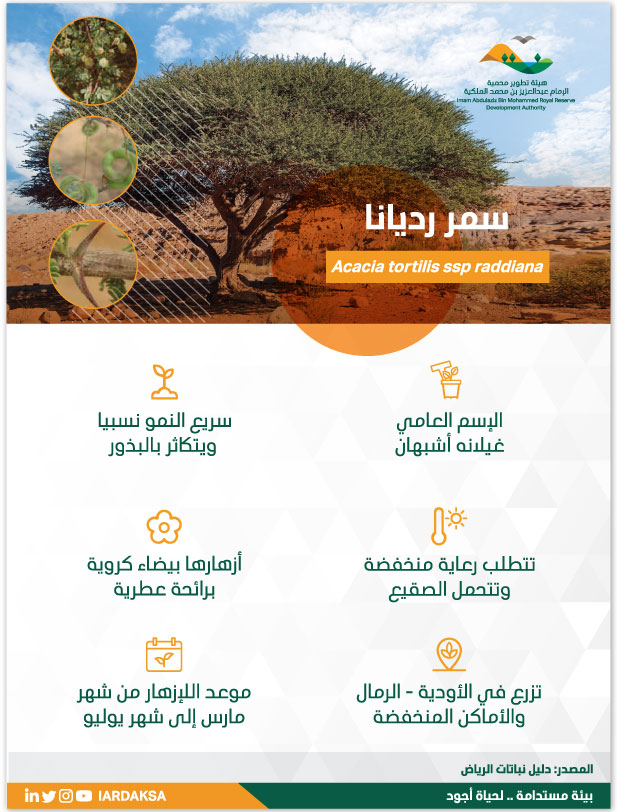 هيئة تطوير محمية
الإمام عبدالعزيز بن محمد الملكية
Imam Abdulaziz Bin Mohammed Royal Reserve
Development Authority
سمر رديانا
Acacia tortilis ssp raddiana
الإسم العامي
غيلانه أشبهان
سريع النمو نسبيا
ويتكاثر بالبذور
تتطلب رعاية منخفضة
وتتحمل الصقيع
أزهارها بيضاء كروية
برائحة عطرية
تزرع في الأودية - الرمال
والأماكن المنخفضة
موعد اللإزهار من شهر
مارس إلى شهر يوليو
المصدر: دليل نباتات الرياض
بيئة مستدامة .. لحياة أجود
IARDAKSA